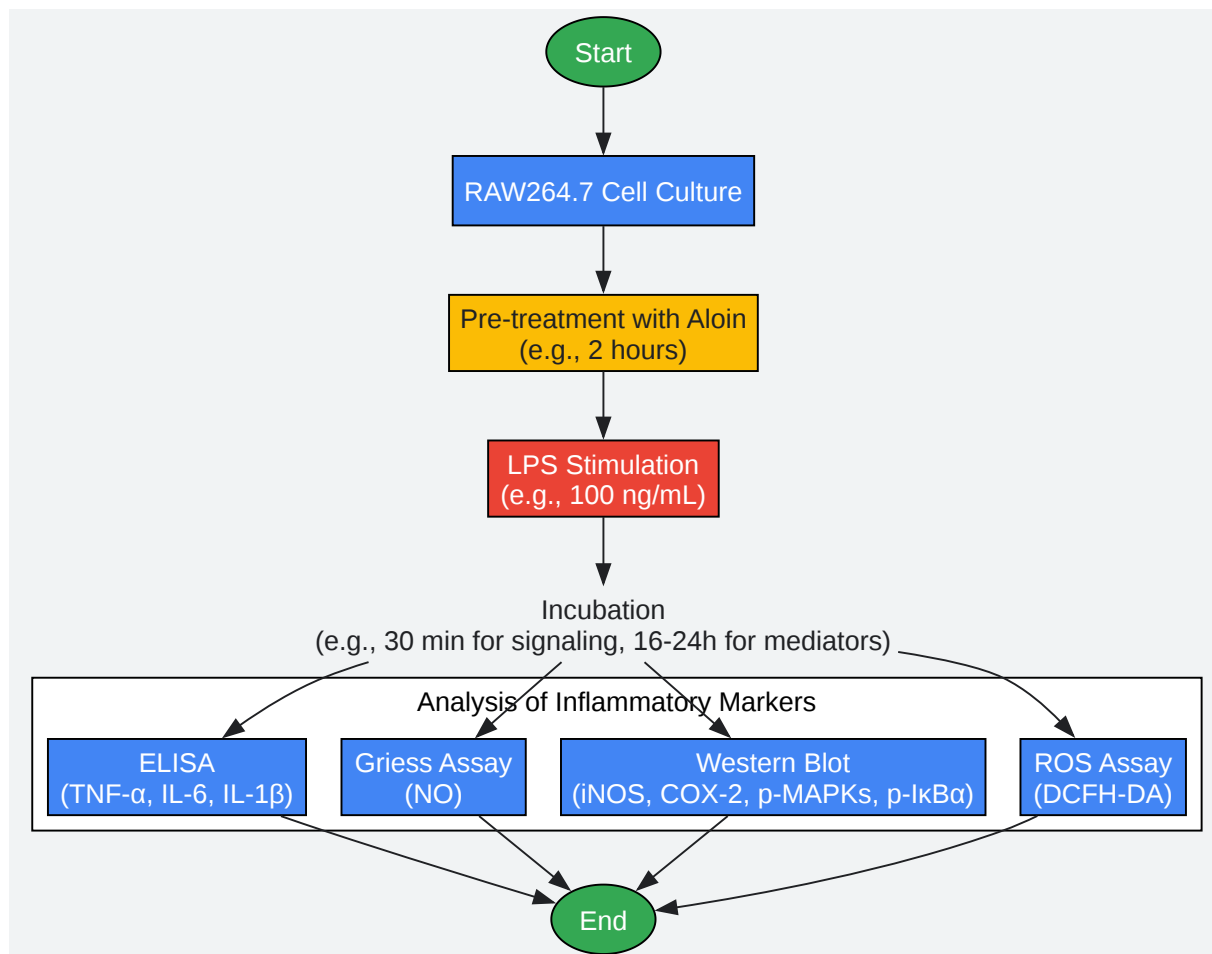 Start
RAW264.7 Cell Culture
Pre-treatment with Aloin
(e.g., 2 hours)
LPS Stimulation
(e.g., 100 ng/mL)
Incubation
(e.g., 30 min for signaling, 16-24h for mediators)
Analysis of Inflammatory Markers
ELISA
(TNF-α, IL-6, IL-1β)
Griess Assay
(NO)
Western Blot
(iNOS, COX-2, p-MAPKs, p-IκBα)
ROS Assay
(DCFH-DA)
End